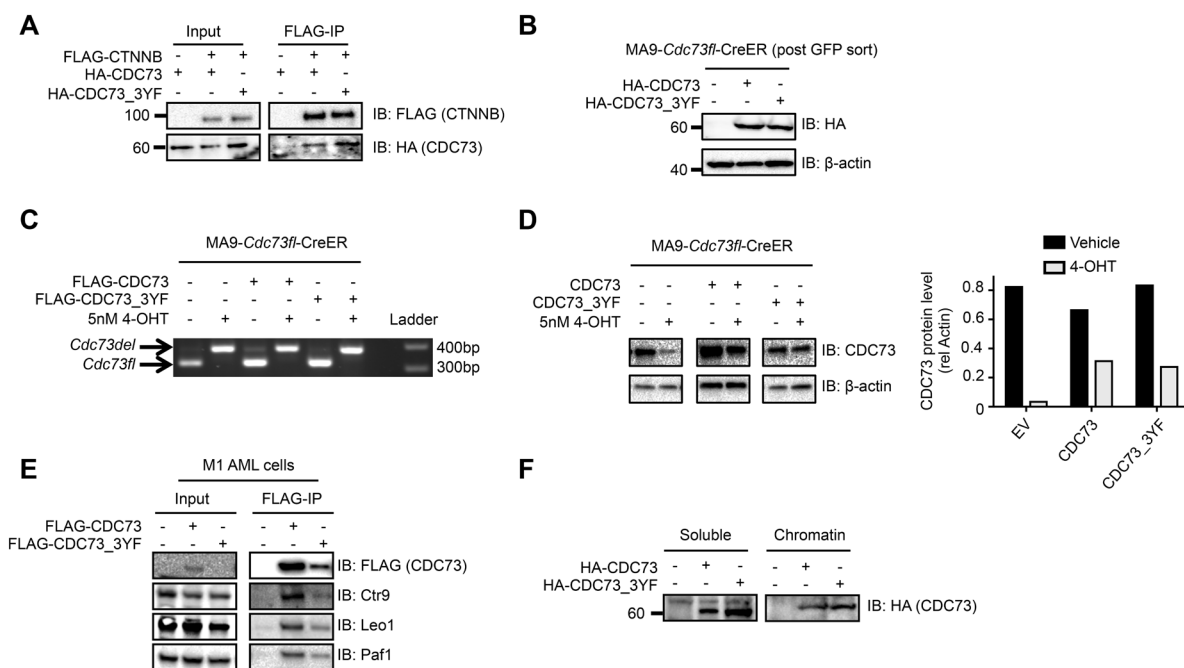 A
Input FLAG-IP
FLAG-CTNNB - + + - + +
HA-CDC73 + + - + + -
HA-CDC73_3YF - - + - - +
100 IB: FLAG (CTNNB)
60 IB: HA (CDC73)
B
MA9-Cdc73fl-CreER (post GFP sort)
HA-CDC73 - + -
HA-CDC73_3YF - - +
60 IB: HA
40 IB: β-actin
C
MA9-Cdc73fl-CreER
FLAG-CDC73 - - + + - -
FLAG-CDC73_3YF - - - - + +
5nM 4-OHT - + - + - + Ladder
Cdc73del 400bp
Cdc73fl 300bp
D
MA9-Cdc73fl-CreER
CDC73 - - + + - -
CDC73_3YF - - - - + +
5nM 4-OHT - + - + - +
IB: CDC73
IB: β-actin
Vehicle
4-OHT
CDC73 protein level
(rel Actin)
0.8
0.6
0.4
0.2
0
EV
CDC73
CDC73_3YF
E
M1 AML cells
Input FLAG-IP
FLAG-CDC73 - + - - + -
FLAG-CDC73_3YF - - + - - +
IB: FLAG (CDC73)
IB: Ctr9
IB: Leo1
IB: Paf1
F
Soluble Chromatin
HA-CDC73 - + - - + -
HA-CDC73_3YF - - + - - +
60 IB: HA (CDC73)